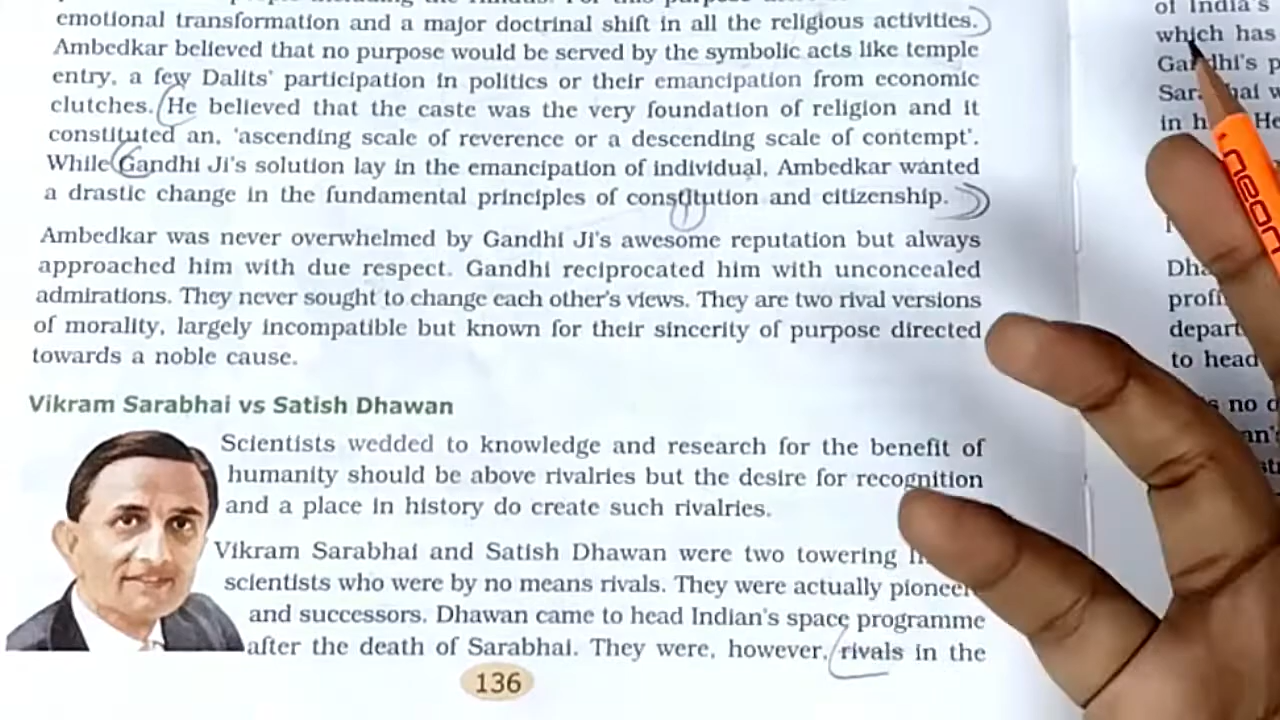 emotional transformation and a major doctrinal shift in all the religious activities.
Ambedkar believed that no purpose would be served by the symbolic acts like temple
entry, a few Dalits' participation in politics or their emancipation from economic
clutches. He believed that the caste was the very foundation of religion and it
constituted an, 'ascending scale of reverence or a descending scale of contempt'.
While Gandhi Ji's solution lay in the emancipation of individual, Ambedkar wanted
a drastic change in the fundamental principles of constitution and citizenship.
Ambedkar was never overwhelmed by Gandhi Ji's awesome reputation but always
approached him with due respect. Gandhi reciprocated him with unconcealed
admirations. They never sought to change each other's views. They are two rival versions
of morality, largely incompatible but known for their sincerity of purpose directed
towards a noble cause.
Vikram Sarabhai vs Satish Dhawan
Scientists wedded to knowledge and research for the benefit of
humanity should be above rivalries but the desire for recognition
and a place in history do create such rivalries.
Vikram Sarabhai and Satish Dhawan were two towering
scientists who were by no means rivals. They were actually
and successors. Dhawan came to head Indian's space programme
after the death of Sarabhai. They were, however, rivals in the
136
of India's
which has
Gandhi's
in
depart
to head
no
neon